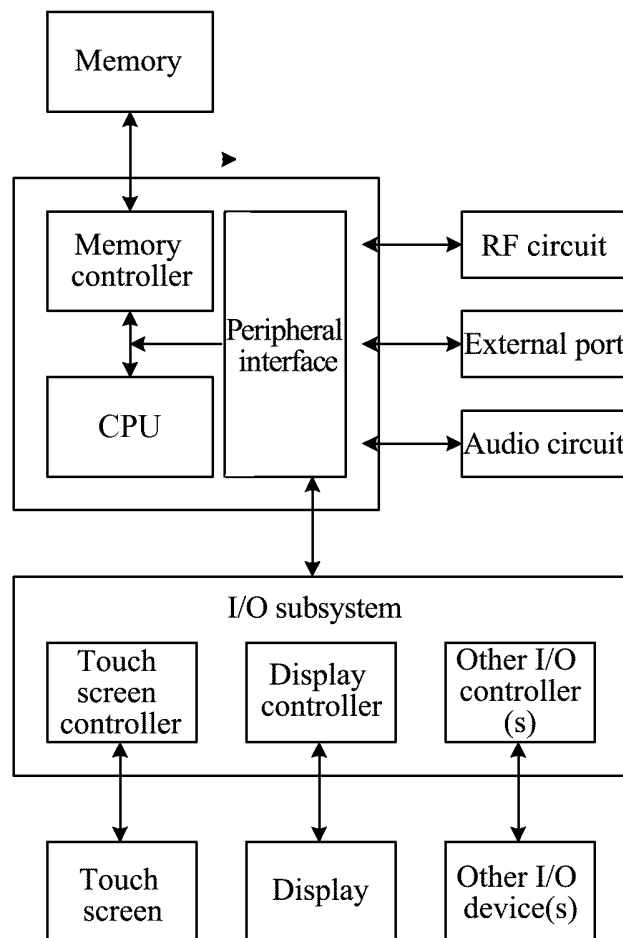 Memory
Memory
controller
RF circuit
Peripheral
interface
External port
CPU
Audio circuit
I/O subsystem
Touch
screen
controller
Display
controller
Other I/O
controller
(s)
Touch
screen
Display
Other I/O
device(s)